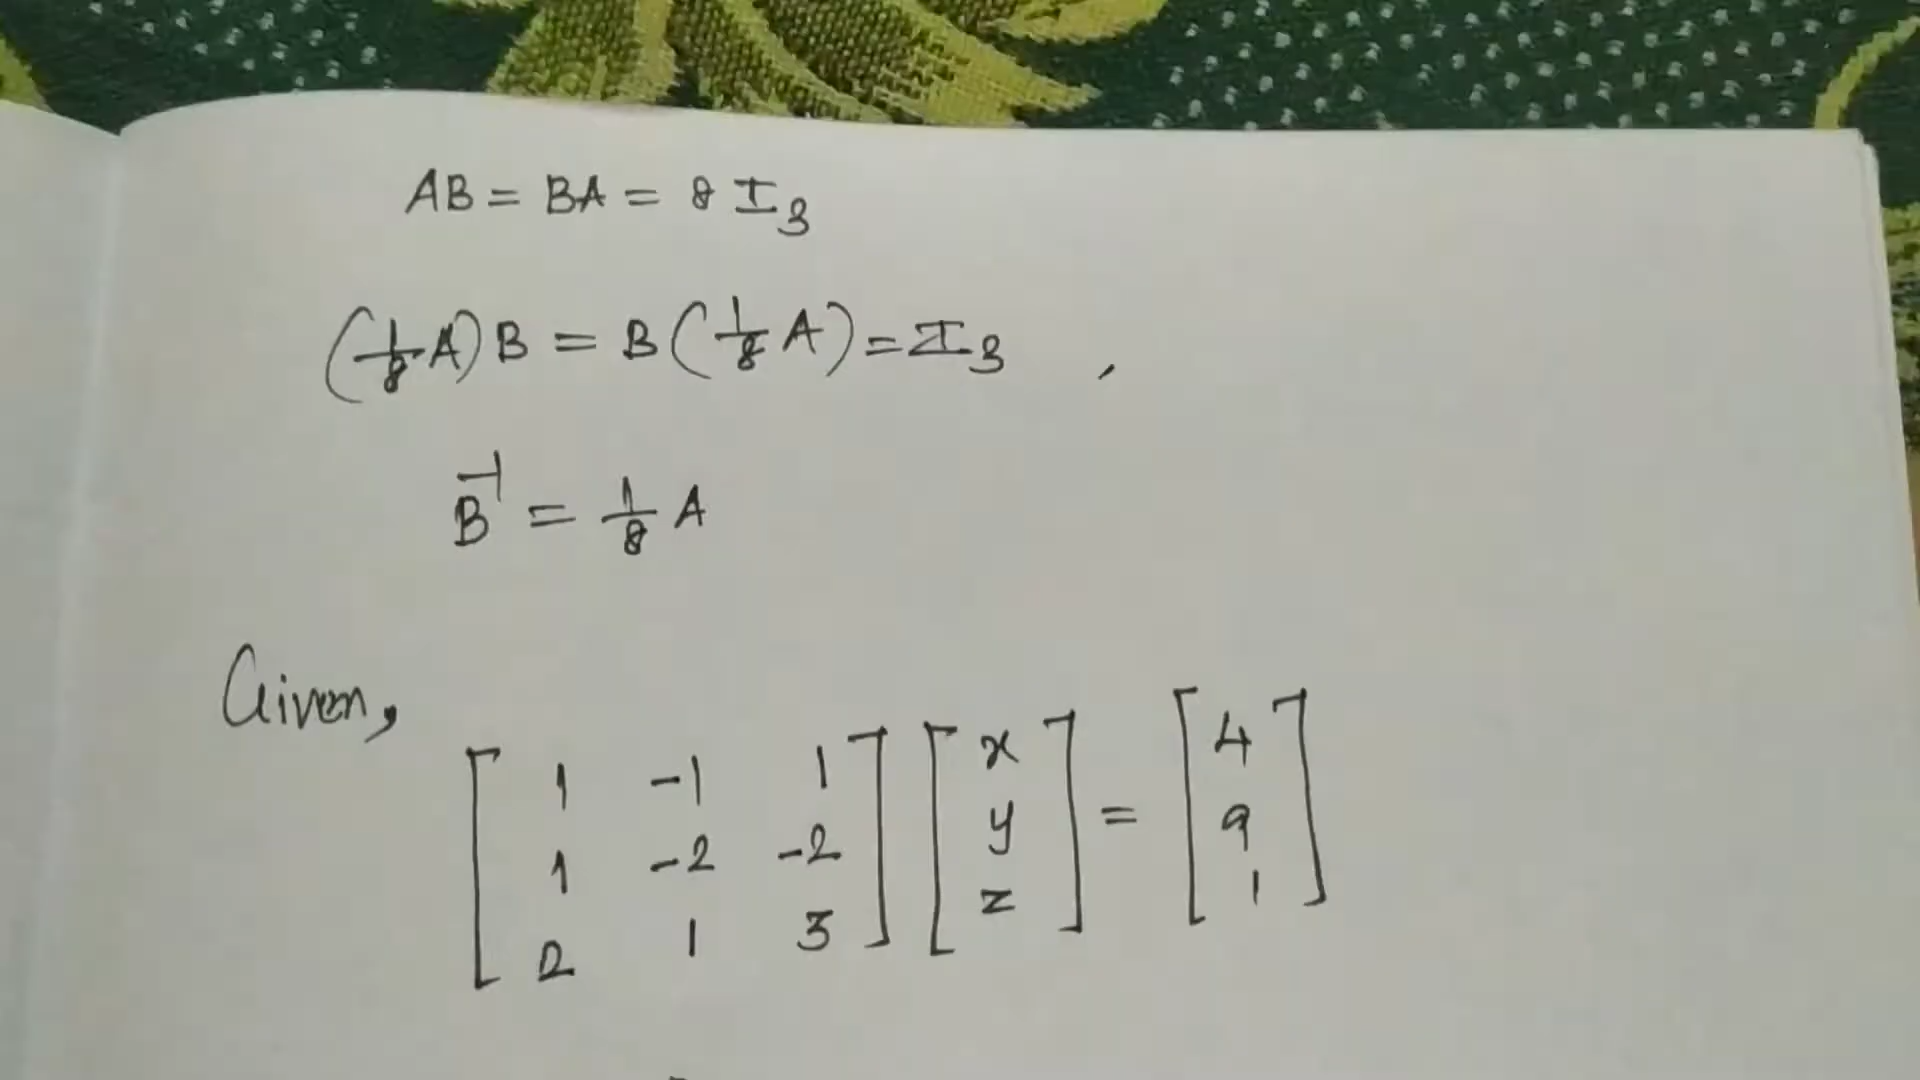 AB = BA = 8 I₃
(1/8 A) B = B (1/8 A) = I₃ ,
B⁻¹ = 1/8 A
Given,
[1 -1 1; 1 -2 -2; 2 1 3] [x; y; z] = [4; 9; 1]